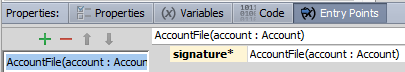 Properties: Properties (x) Variables Code (x) Entry Points
AccountFile(account : Account)
signature* AccountFile(account : Account)
AccountFile(account : Accour